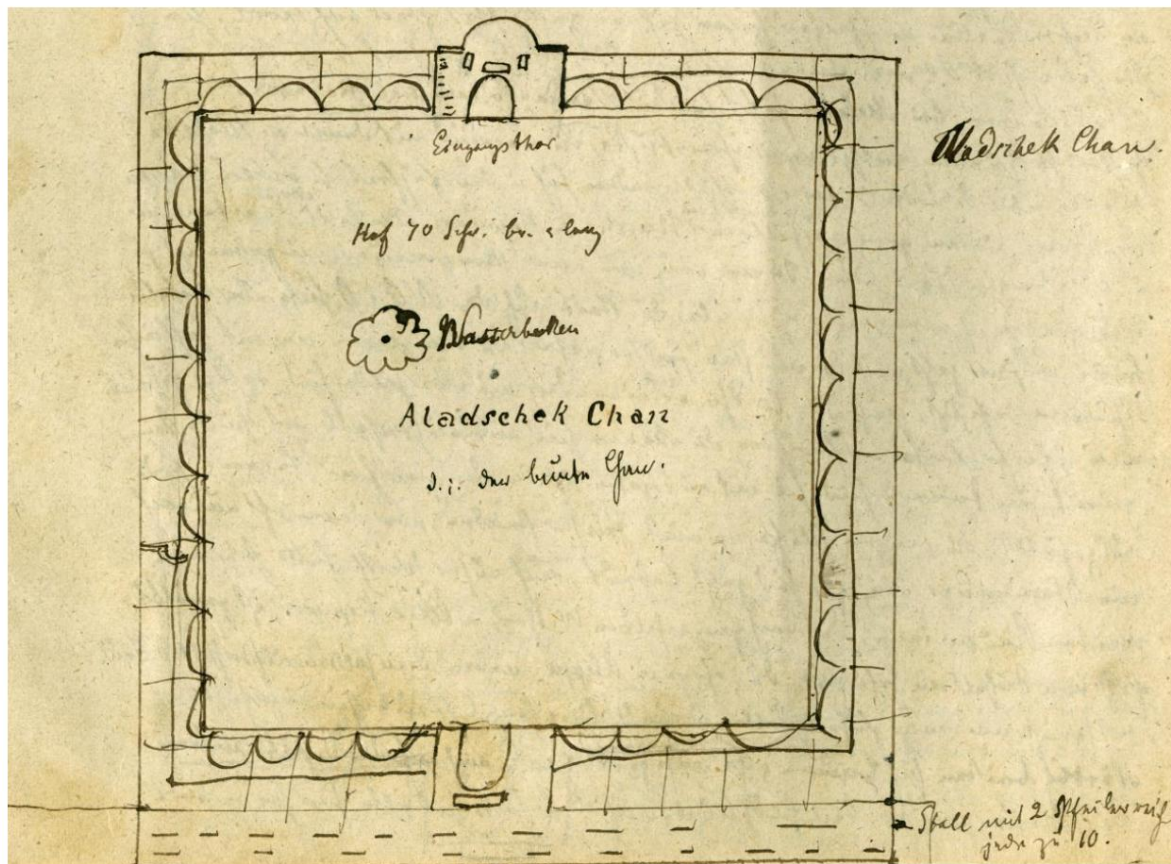 Eingangsthor
Aladschek Chan.
Hof 70 Schr. br. u lang
Wasserbecken
Aladschek Chan
d. i. der bunte Chan.
Stall mit 2 Pfeilerreih
jede zu 10.